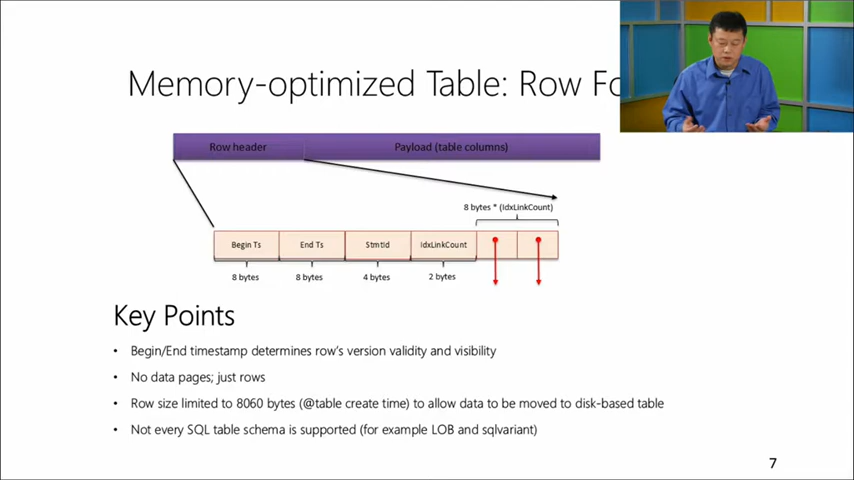 Memory-optimized Table: Row Fo
Row header
Payload (table columns)
8 bytes * (IdxLinkCount)
Begin Ts
End Ts
StmtId
IdxLinkCount
8 bytes
8 bytes
4 bytes
2 bytes
Key Points
• Begin/End timestamp determines row's version validity and visibility
• No data pages; just rows
• Row size limited to 8060 bytes (@table create time) to allow data to be moved to disk-based table
• Not every SQL table schema is supported (for example LOB and sqlvariant)
7